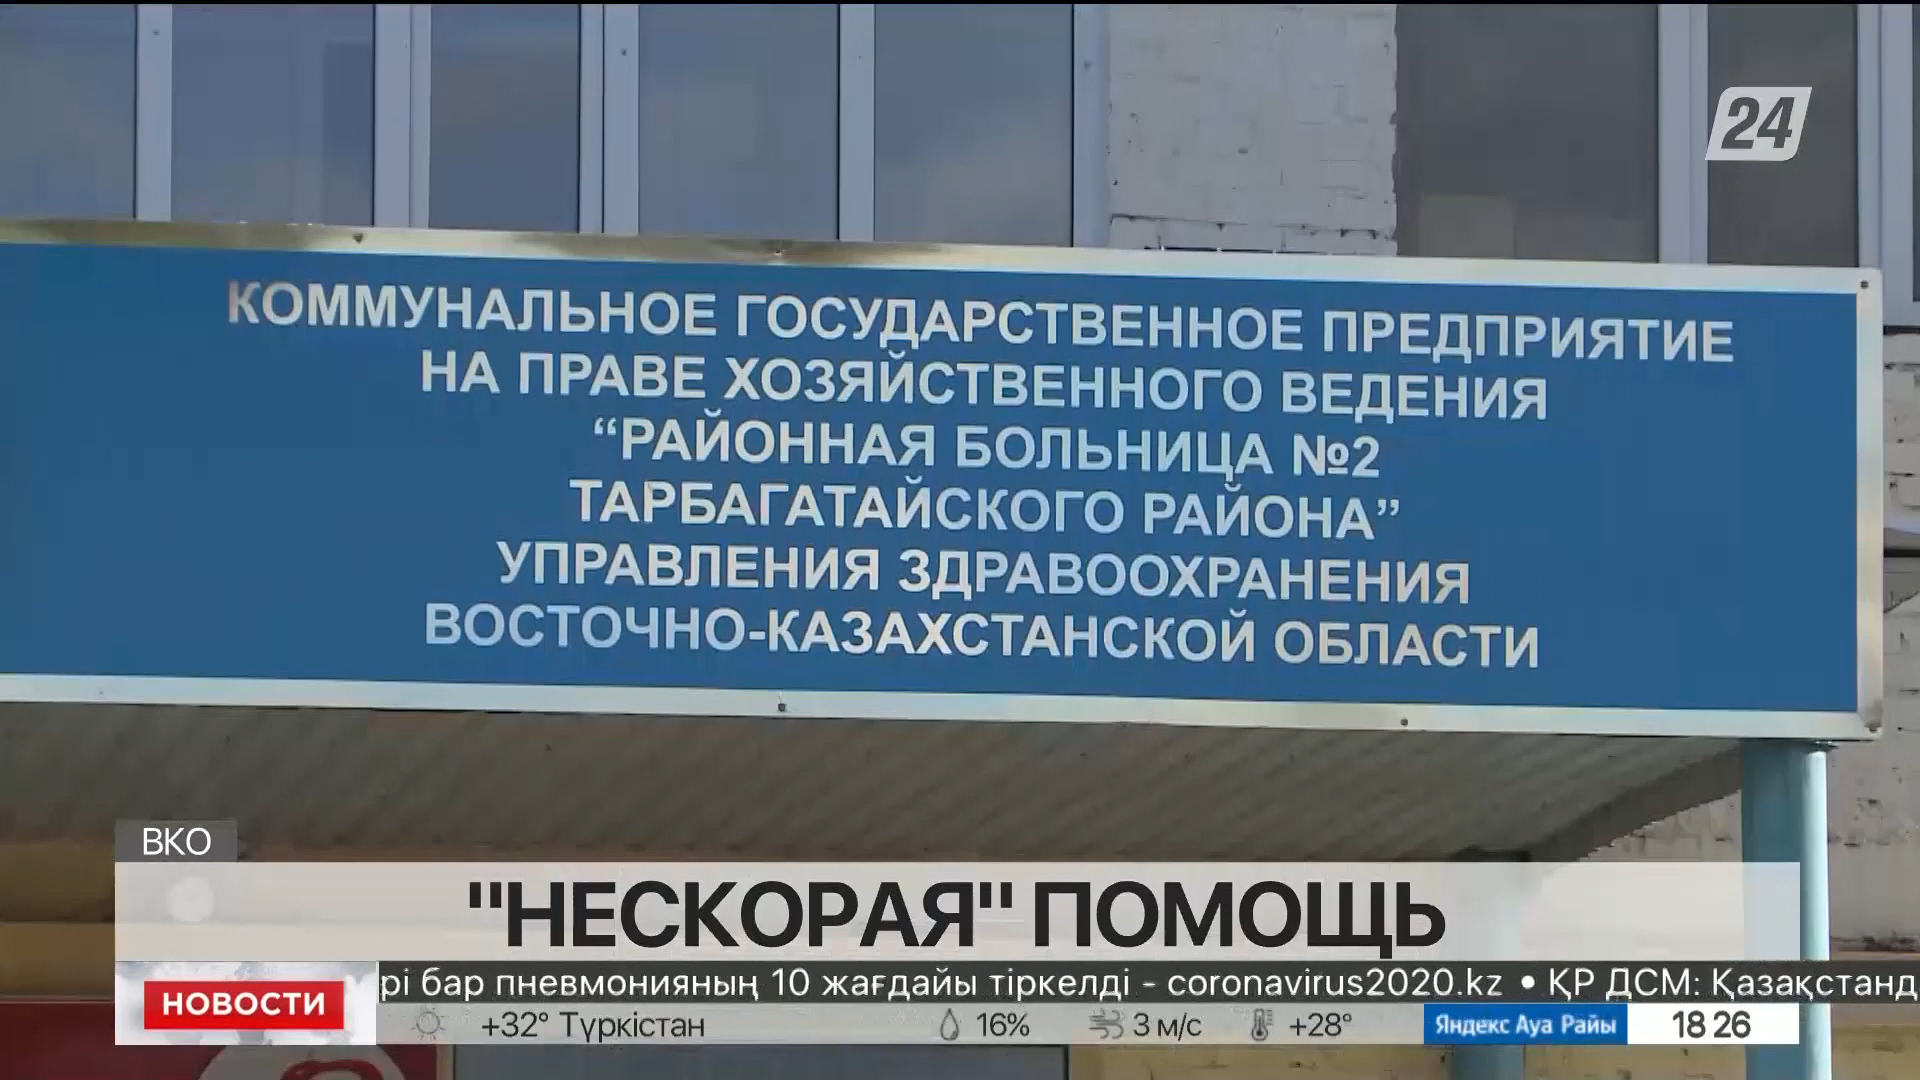 24
КОММУНАЛЬНОЕ ГОСУДАРСТВЕННОЕ ПРЕДПРИЯТИЕ
НА ПРАВЕ ХОЗЯЙСТВЕННОГО ВЕДЕНИЯ
“РАЙОННАЯ БОЛЬНИЦА №2
ТАРБАГАТАЙСКОГО РАЙОНА”
УПРАВЛЕНИЯ ЗДРАВООХРАНЕНИЯ
ВОСТОЧНО-КАЗАХСТАНСКОЙ ОБЛАСТИ
ВКО
"НЕСКОРАЯ" ПОМОЩЬ
рі бар пневмонияның 10 жағдайы тіркелді - coronavirus2020.kz • ҚР ДСМ: Қазақстанд
НОВОСТИ
+32° Түркістан 16% 3 м/с +28° Яндекс Ауа Райы 18 26